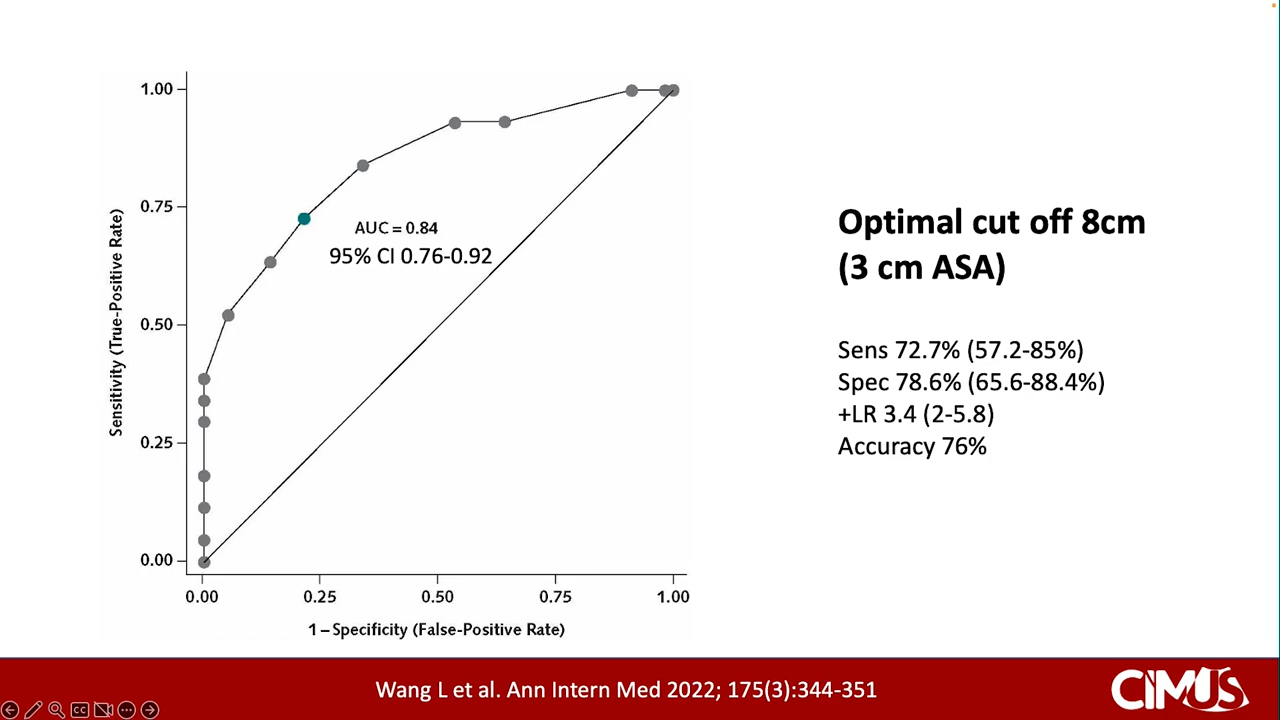 1.00
0.75
0.50
0.25
0.00
Sensitivity (True-Positive Rate)
AUC = 0.84
95% CI 0.76-0.92
0.00 0.25 0.50 0.75 1.00
1 – Specificity (False-Positive Rate)
Optimal cut off 8cm
(3 cm ASA)
Sens 72.7% (57.2-85%)
Spec 78.6% (65.6-88.4%)
+LR 3.4 (2-5.8)
Accuracy 76%
Wang L et al. Ann Intern Med 2022; 175(3):344-351
CIMUS
CC